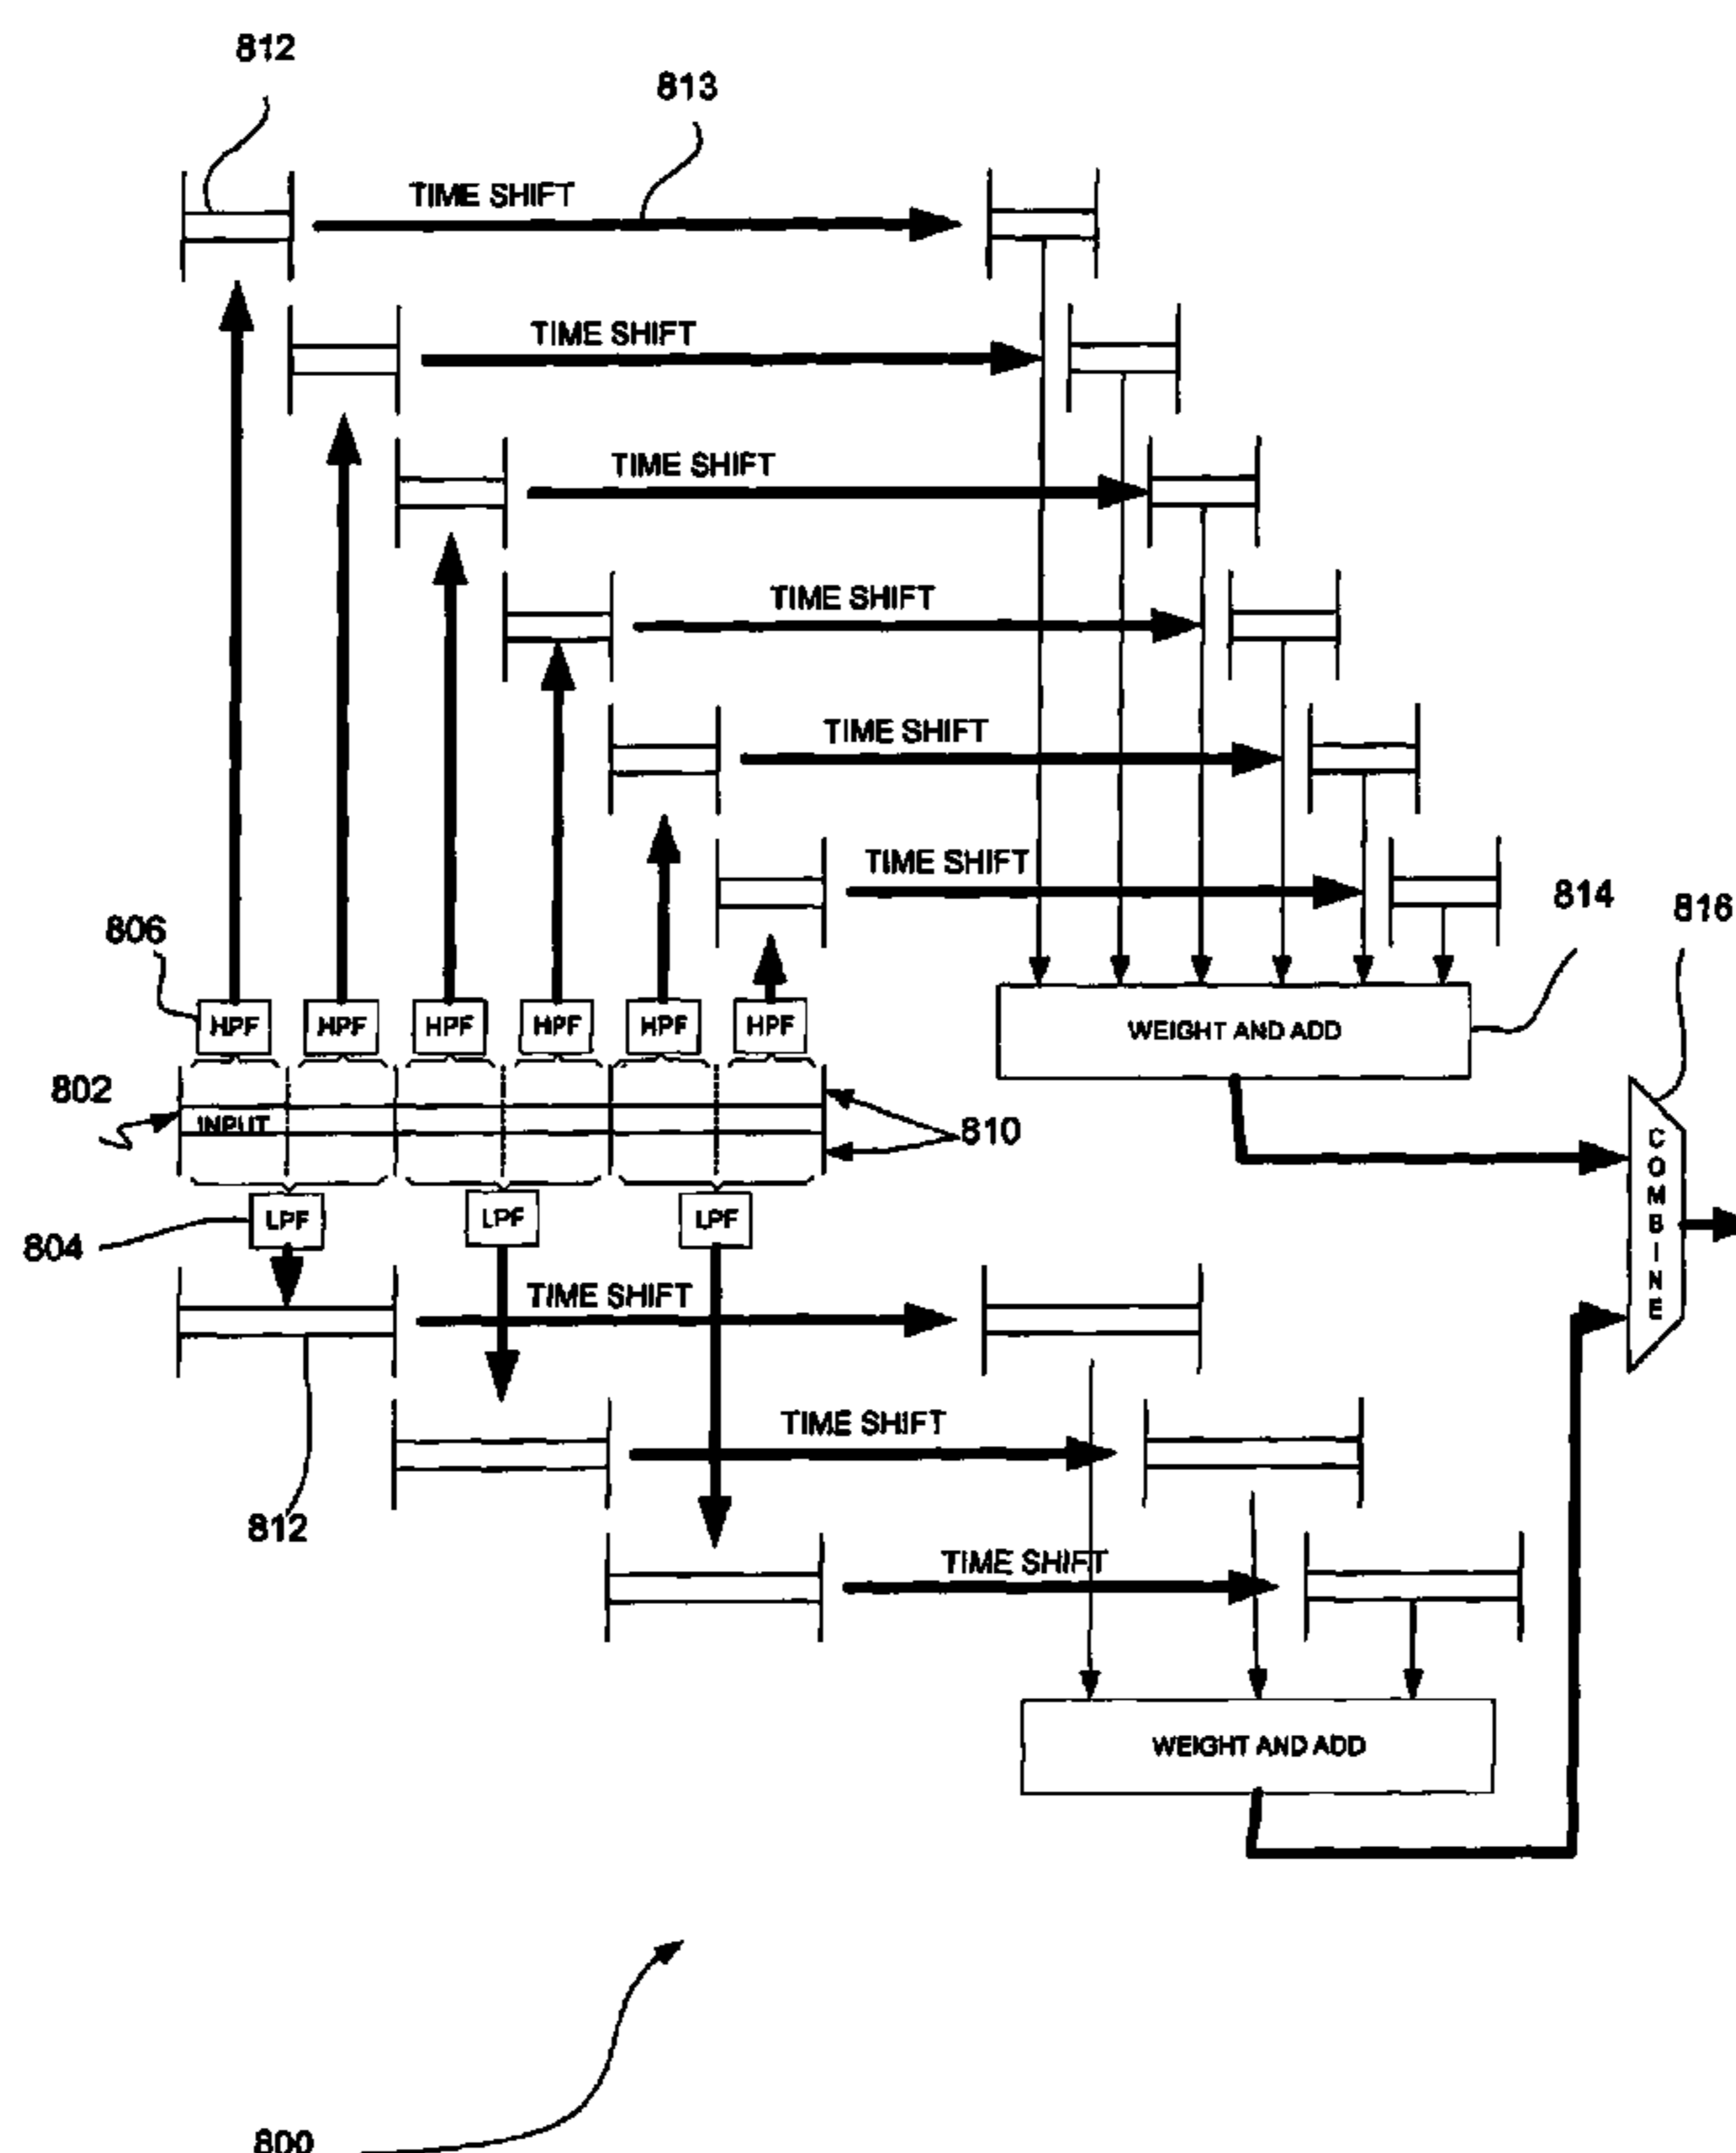 812
813
TIME SHIFT
TIME SHIFT
TIME SHIFT
TIME SHIFT
TIME SHIFT
TIME SHIFT
814
816
806
HPF HPF HPF HPF HPF HPF
WEIGHT AND ADD
802
INPUT
810
COMBINE
804
LPF LPF LPF
TIME SHIFT
TIME SHIFT
812
TIME SHIFT
WEIGHT AND ADD
800